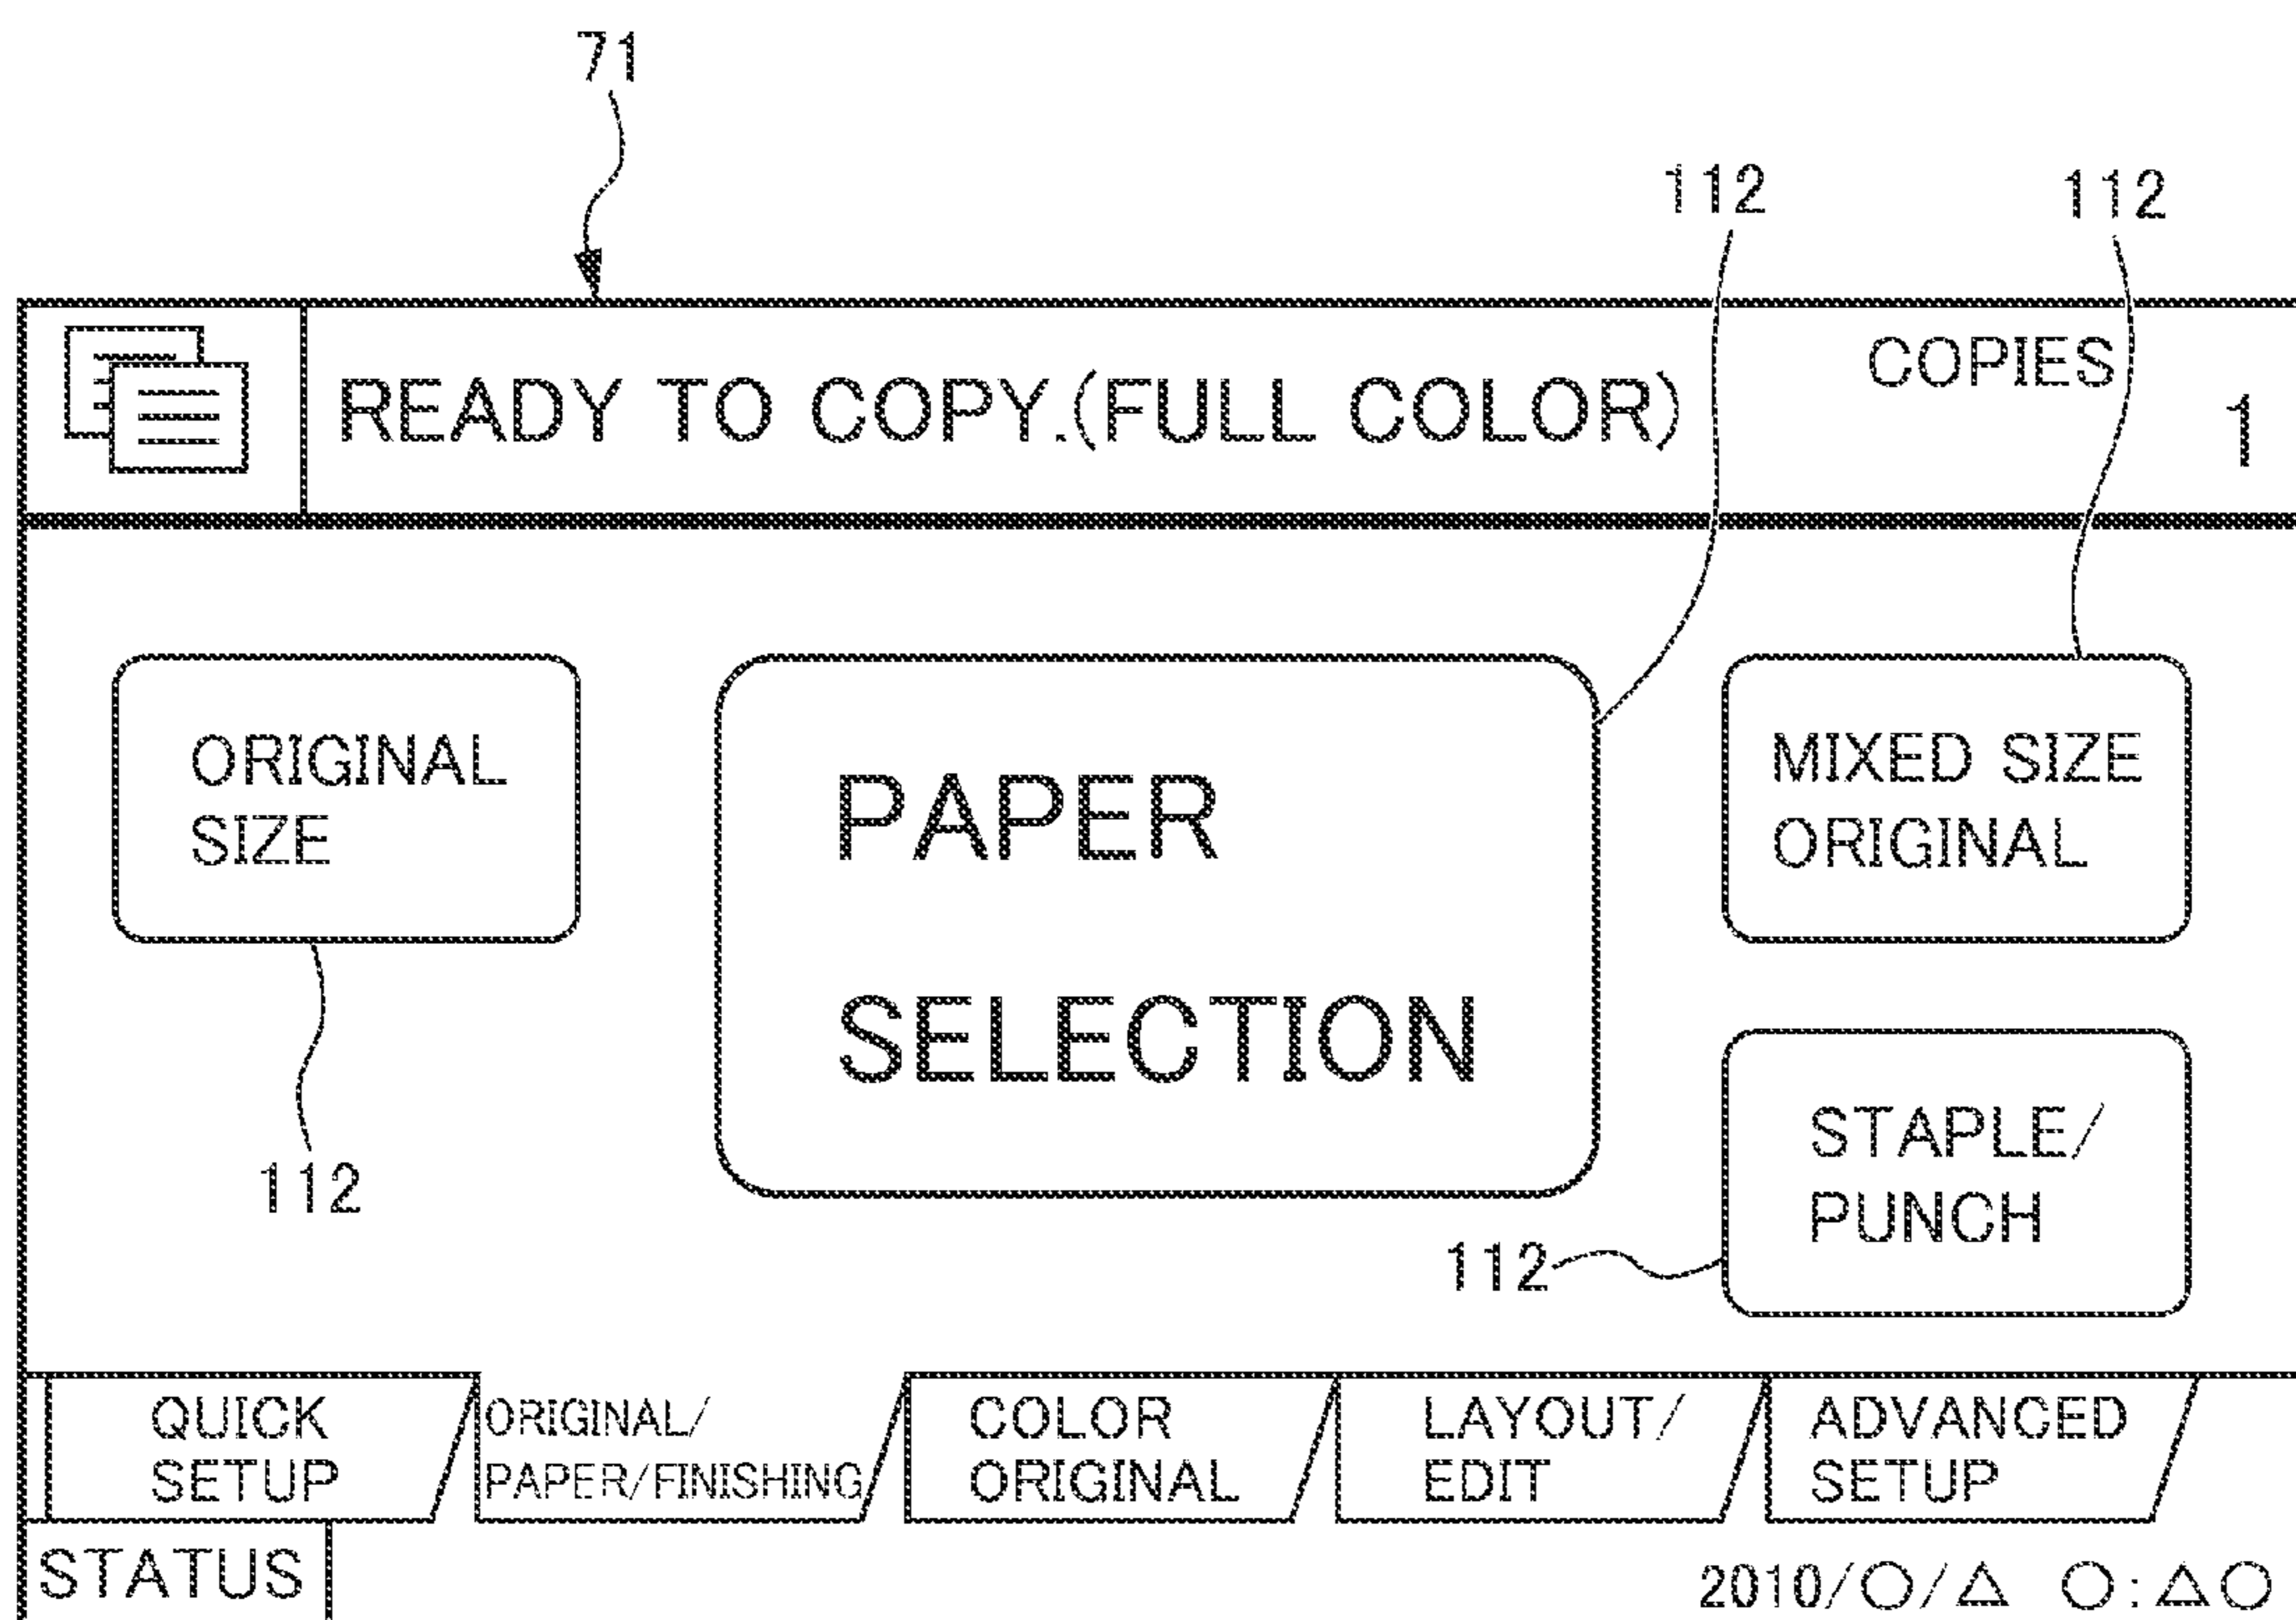 71
112
112
READY TO COPY.(FULL COLOR)
COPIES
1
ORIGINAL
SIZE
112
PAPER
SELECTION
MIXED SIZE
ORIGINAL
STAPLE/
PUNCH
112
QUICK
SETUP
ORIGINAL/
PAPER/FINISHING
COLOR
ORIGINAL
LAYOUT/
EDIT
ADVANCED
SETUP
STATUS
2010/○/△ ○:△○